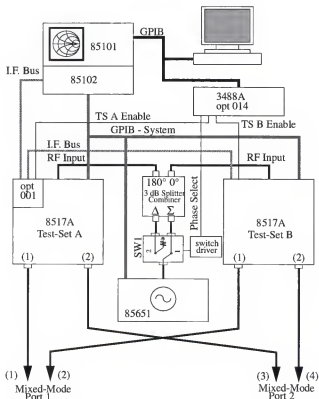 85101
GPIB
I.F. Bus
85102
3488A
opt 014
TS A Enable
TS B Enable
GPIB - System
I.F. Bus
RF Input
RF Input
opt
001
180° 0°
3 dB Splitter
Combiner
Δ Σ
Phase Select
8517A
Test-Set A
8517A
Test-Set B
SW1
2
1
switch
driver
(1)
(2)
(1)
(2)
85651
(1)
(2)
(3)
(4)
Mixed-Mode
Port 1
Mixed-Mode
Port 2